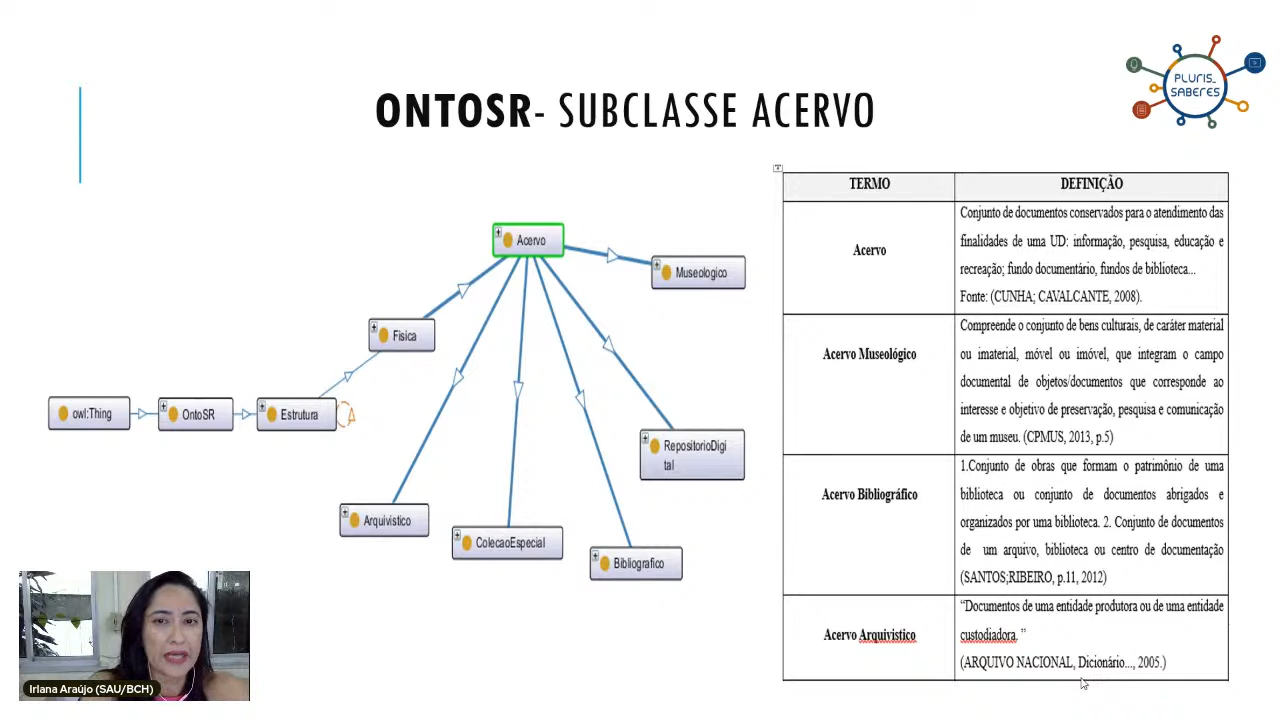 PLURIS_
SABERES
ONTOSR- SUBCLASSE ACERVO
Acervo
Museologico
Fisica
owl:Thing
OntoSR
Estrutura
RepositorioDigi
tal
Arquivistico
ColecaoEspecial
Bibliografico
TERMO
DEFINIÇÃO
Acervo
Conjunto de documentos conservados para o atendimento das
finalidades de uma UD: informação, pesquisa, educação e
recreação; fundo documentário, fundos de biblioteca...
Fonte: (CUNHA; CAVALCANTE, 2008).
Acervo Museológico
Compreende o conjunto de bens culturais, de caráter material
ou imaterial, móvel ou imóvel, que integram o campo
documental de objetos/documentos que corresponde ao
interesse e objetivo de preservação, pesquisa e comunicação
de um museu. (CPMUS, 2013, p.5)
Acervo Bibliográfico
1.Conjunto de obras que formam o patrimônio de uma
biblioteca ou conjunto de documentos abrigados e
organizados por uma biblioteca. 2. Conjunto de documentos
de um arquivo, biblioteca ou centro de documentação
(SANTOS;RIBEIRO, p.11, 2012)
Acervo Arquivistico
“Documentos de uma entidade produtora ou de uma entidade
custodiadora. ”
(ARQUIVO NACIONAL, Dicionário..., 2005.)
Irlana Araújo (SAU/BCH)